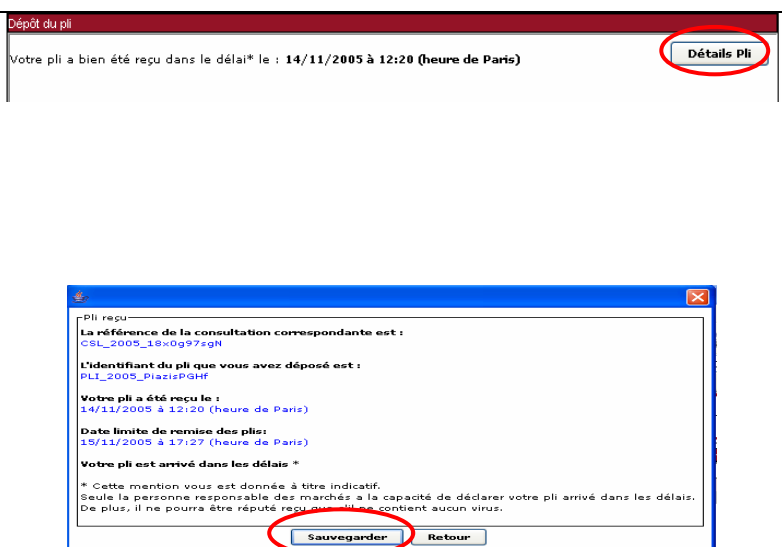 Dépôt du pli
Votre pli a bien été reçu dans le délai* le : 14/11/2005 à 12:20 (heure de Paris)
Détails Pli
Pli reçu
La référence de la consultation correspondante est :
CSL_2005_18x0g97sgN
L'identifiant du pli que vous avez déposé est :
PLI_2005_PiazisPGHf
Votre pli a été reçu le :
14/11/2005 à 12:20 (heure de Paris)
Date limite de remise des plis:
15/11/2005 à 17:27 (heure de Paris)
Votre pli est arrivé dans les délais *
* Cette mention vous est donnée à titre indicatif.
Seule la personne responsable des marchés a la capacité de déclarer votre pli arrivé dans les délais.
De plus, il ne pourra être réputé reçu que s'il ne contient aucun virus.
Sauvegarder
Retour